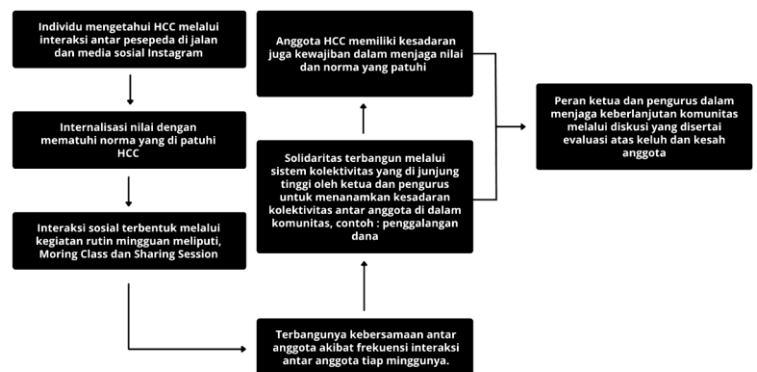 Individu mengetahui HCC melalui
interaksi antar pesepeda di jalan
dan media sosial Instagram
Internalisasi nilai dengan
mematuhi norma yang di patuhi
HCC
Interaksi sosial terbentuk melalui
kegiatan rutin mingguan meliputi,
Moring Class dan Sharing Session
Terbangunya kebersamaan antar
anggota akibat frekuensi interaksi
antar anggota tiap minggunya.
Solidaritas terbangun melalui
sistem kolektivitas yang di junjung
tinggi oleh ketua dan pengurus
untuk menanamkan kesadaran
kolektivitas antar anggota di dalam
komunitas, contoh : penggalangan
dana
Anggota HCC memiliki kesadaran
juga kewajiban dalam menjaga nilai
dan norma yang patuhi
Peran ketua dan pengurus dalam
menjaga keberlanjutan komunitas
melalui diskusi yang disertai
evaluasi atas keluh dan kesah
anggota